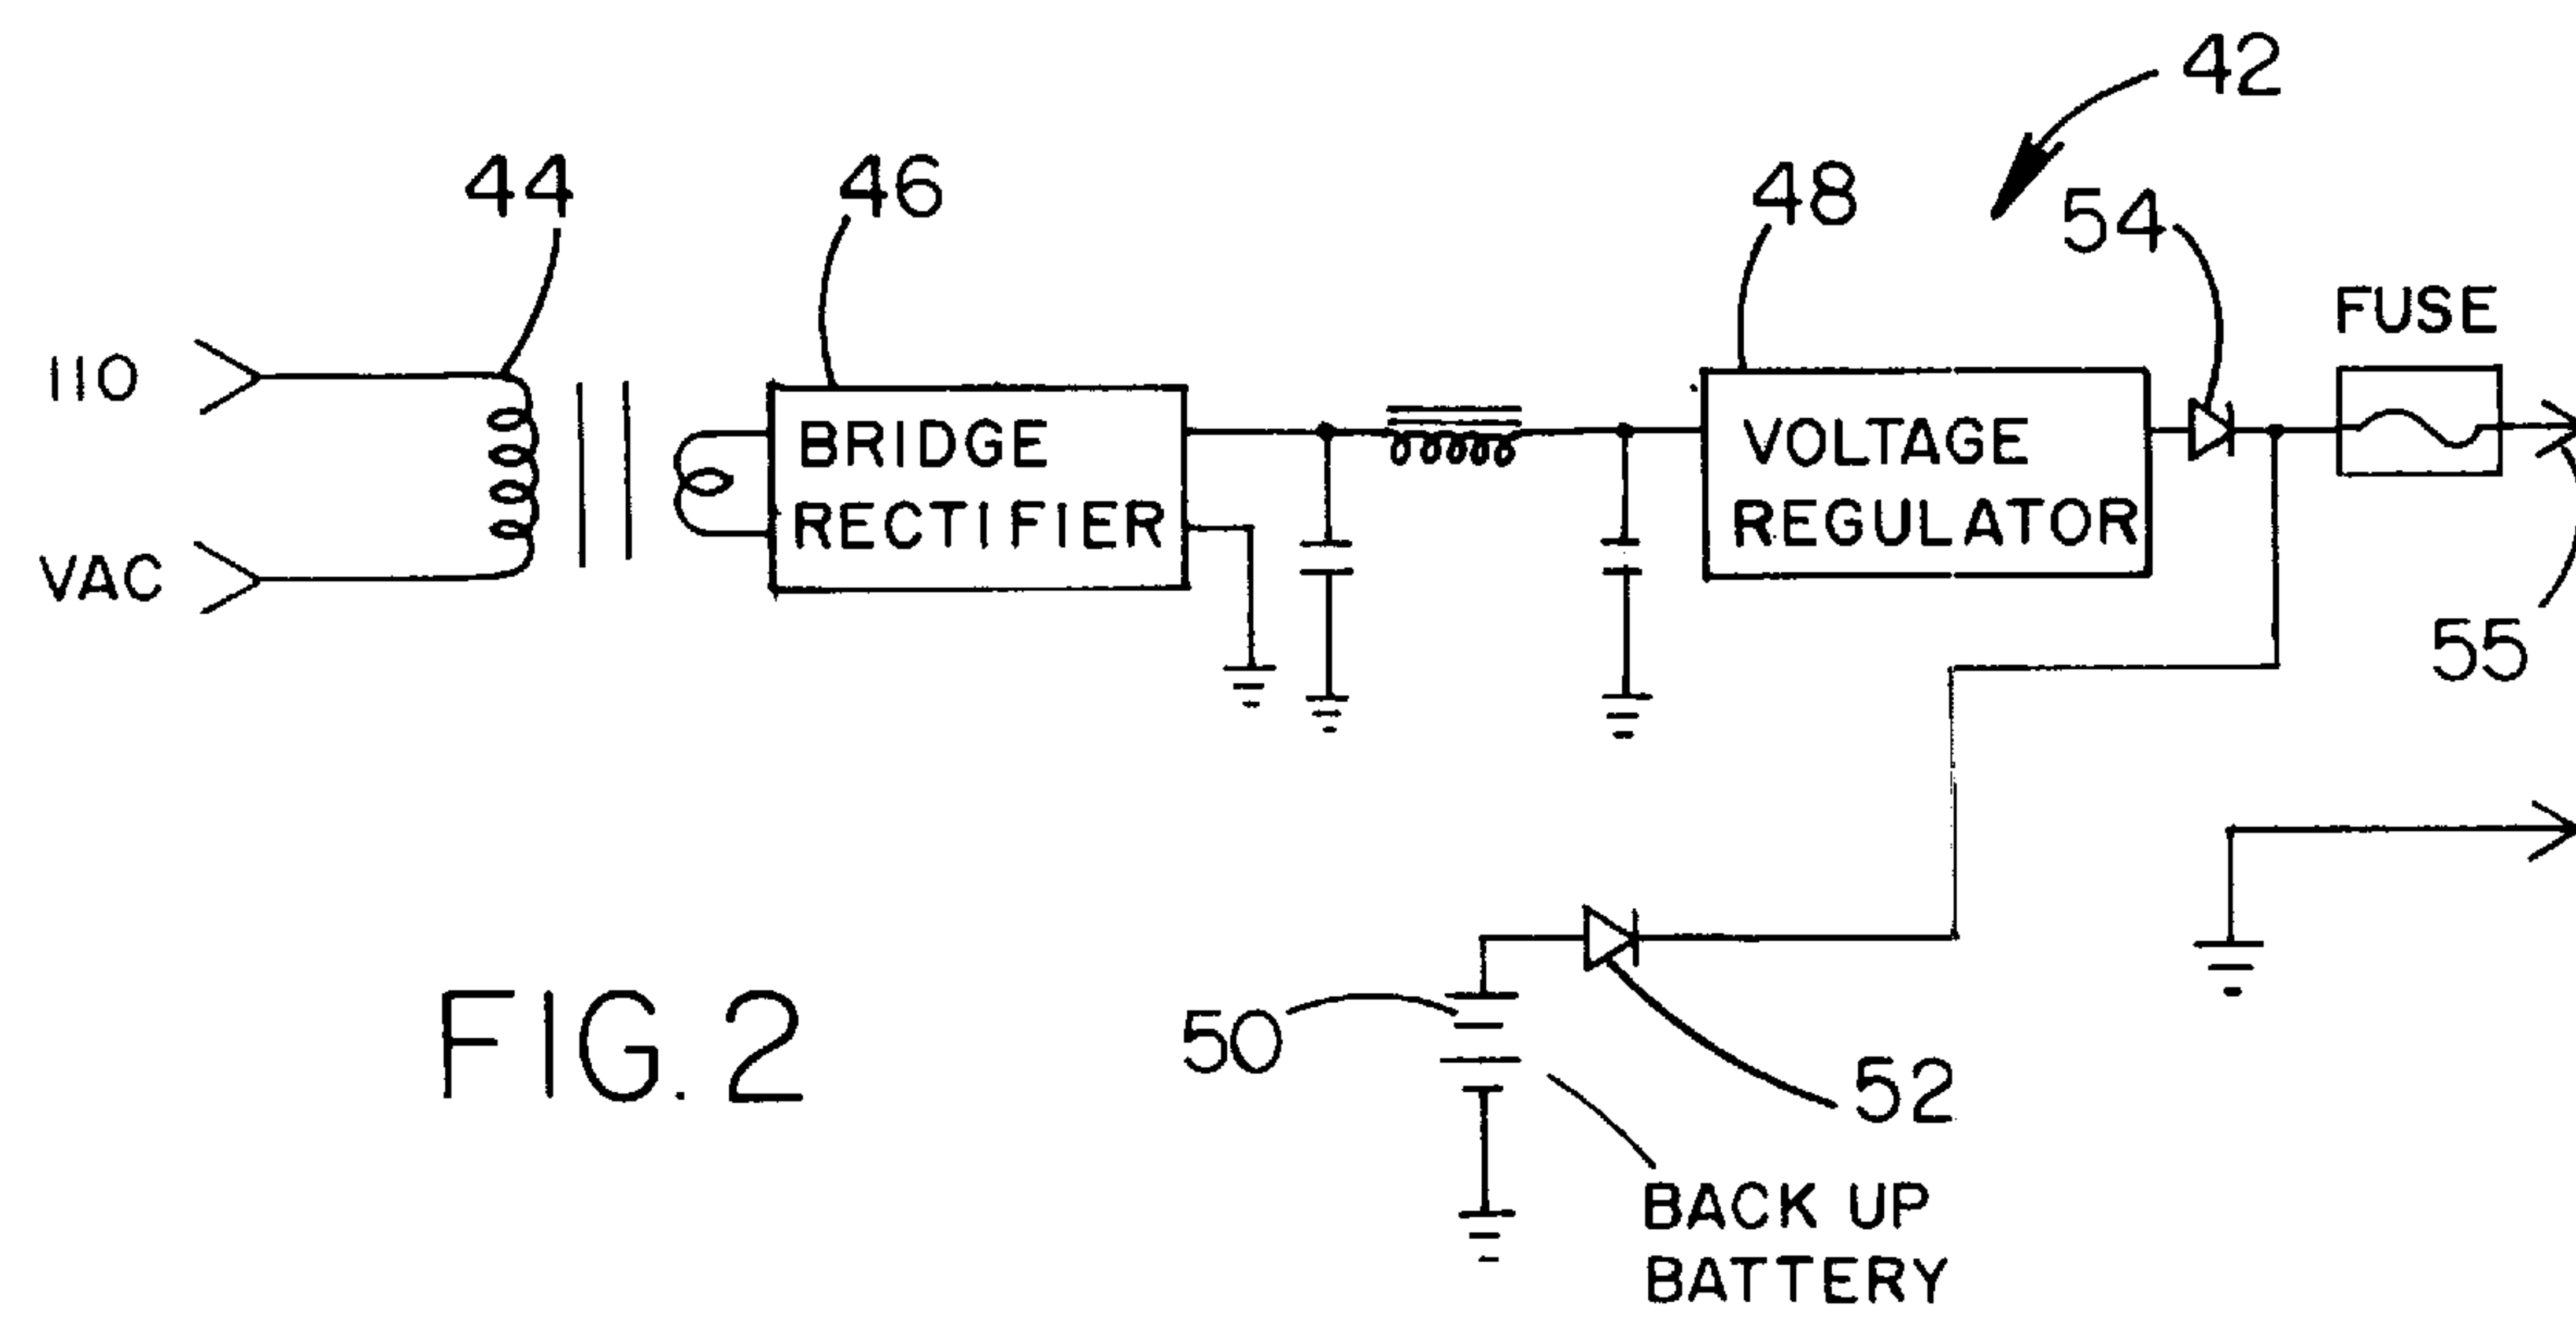 42
44
46
48
54
FUSE
110
VAC
BRIDGE
RECTIFIER
VOLTAGE
REGULATOR
55
50
52
BACK UP
BATTERY
FIG. 2